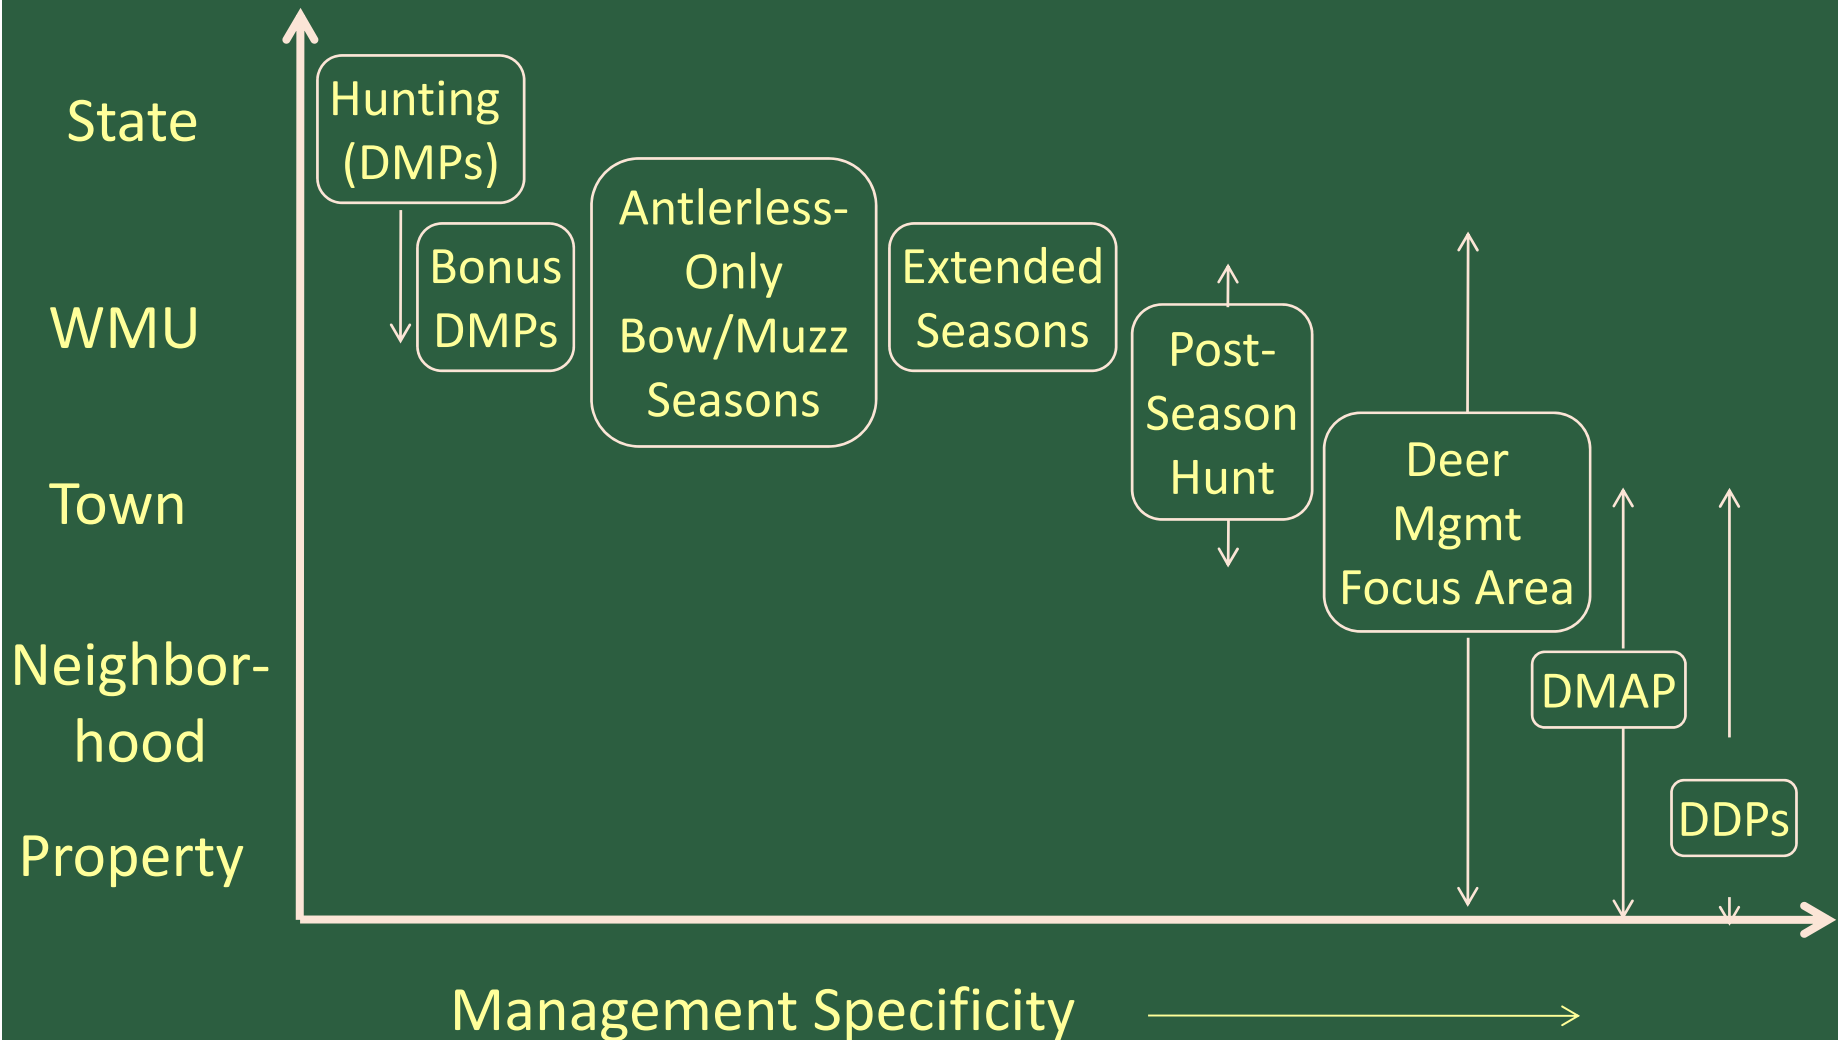 State
WMU
Town
Neighbor-
hood
Property
Hunting
(DMPs)
Bonus
DMPs
Antlerless-
Only
Bow/Muzz
Seasons
Extended
Seasons
Post-
Season
Hunt
Deer
Mgmt
Focus Area
DMAP
DDPs
Management Specificity